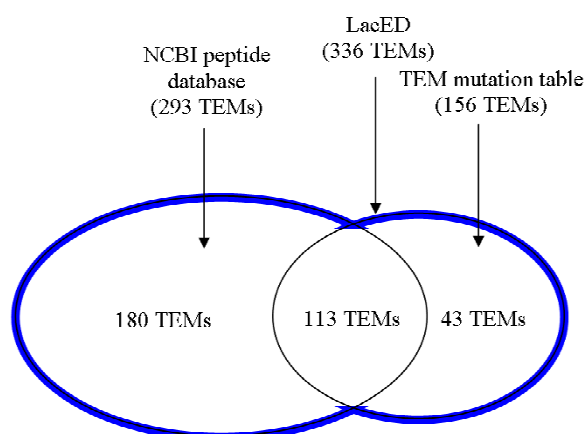 LacED
(336 TEMs)
NCBI peptide
database
(293 TEMs)
TEM mutation table
(156 TEMs)
180 TEMs
113 TEMs
43 TEMs